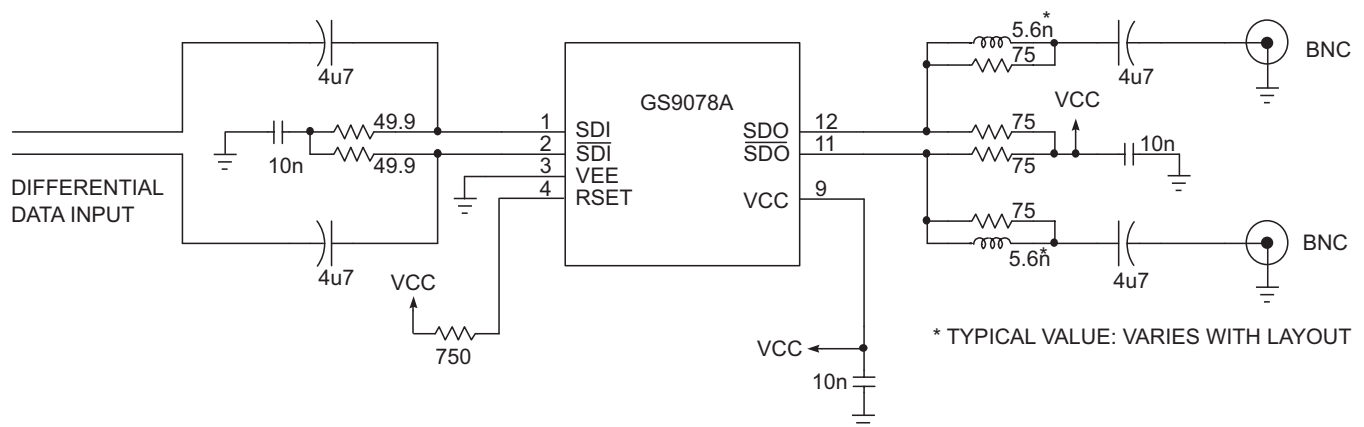 *
5.6n
75
4u7
BNC
4u7
GS9078A
VCC
49.9
1 SDI
SDO 12
75
10n
49.9
2 SDI
SDO 11
75
10n
3 VEE
DIFFERENTIAL
DATA INPUT
4 RSET
VCC 9
75
BNC
4u7
5.6n
*
4u7
VCC
750
* TYPICAL VALUE: VARIES WITH LAYOUT
VCC
10n